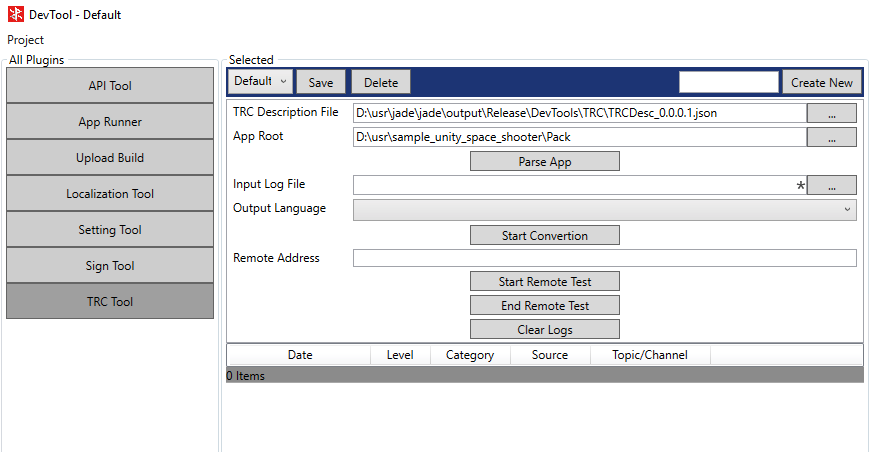 DevTool - Default
Project
All Plugins
API Tool
App Runner
Upload Build
Localization Tool
Setting Tool
Sign Tool
TRC Tool
Selected
Default Save Delete Create New
TRC Description File D:\usr\jade\jade\output\Release\DevTools\TRC\TRCDesc_0.0.0.1.json ...
App Root D:\usr\sample_unity_space_shooter\Pack ...
Parse App
Input Log File * ...
Output Language
Start Convertion
Remote Address
Start Remote Test
End Remote Test
Clear Logs
Date Level Category Source Topic/Channel
0 Items